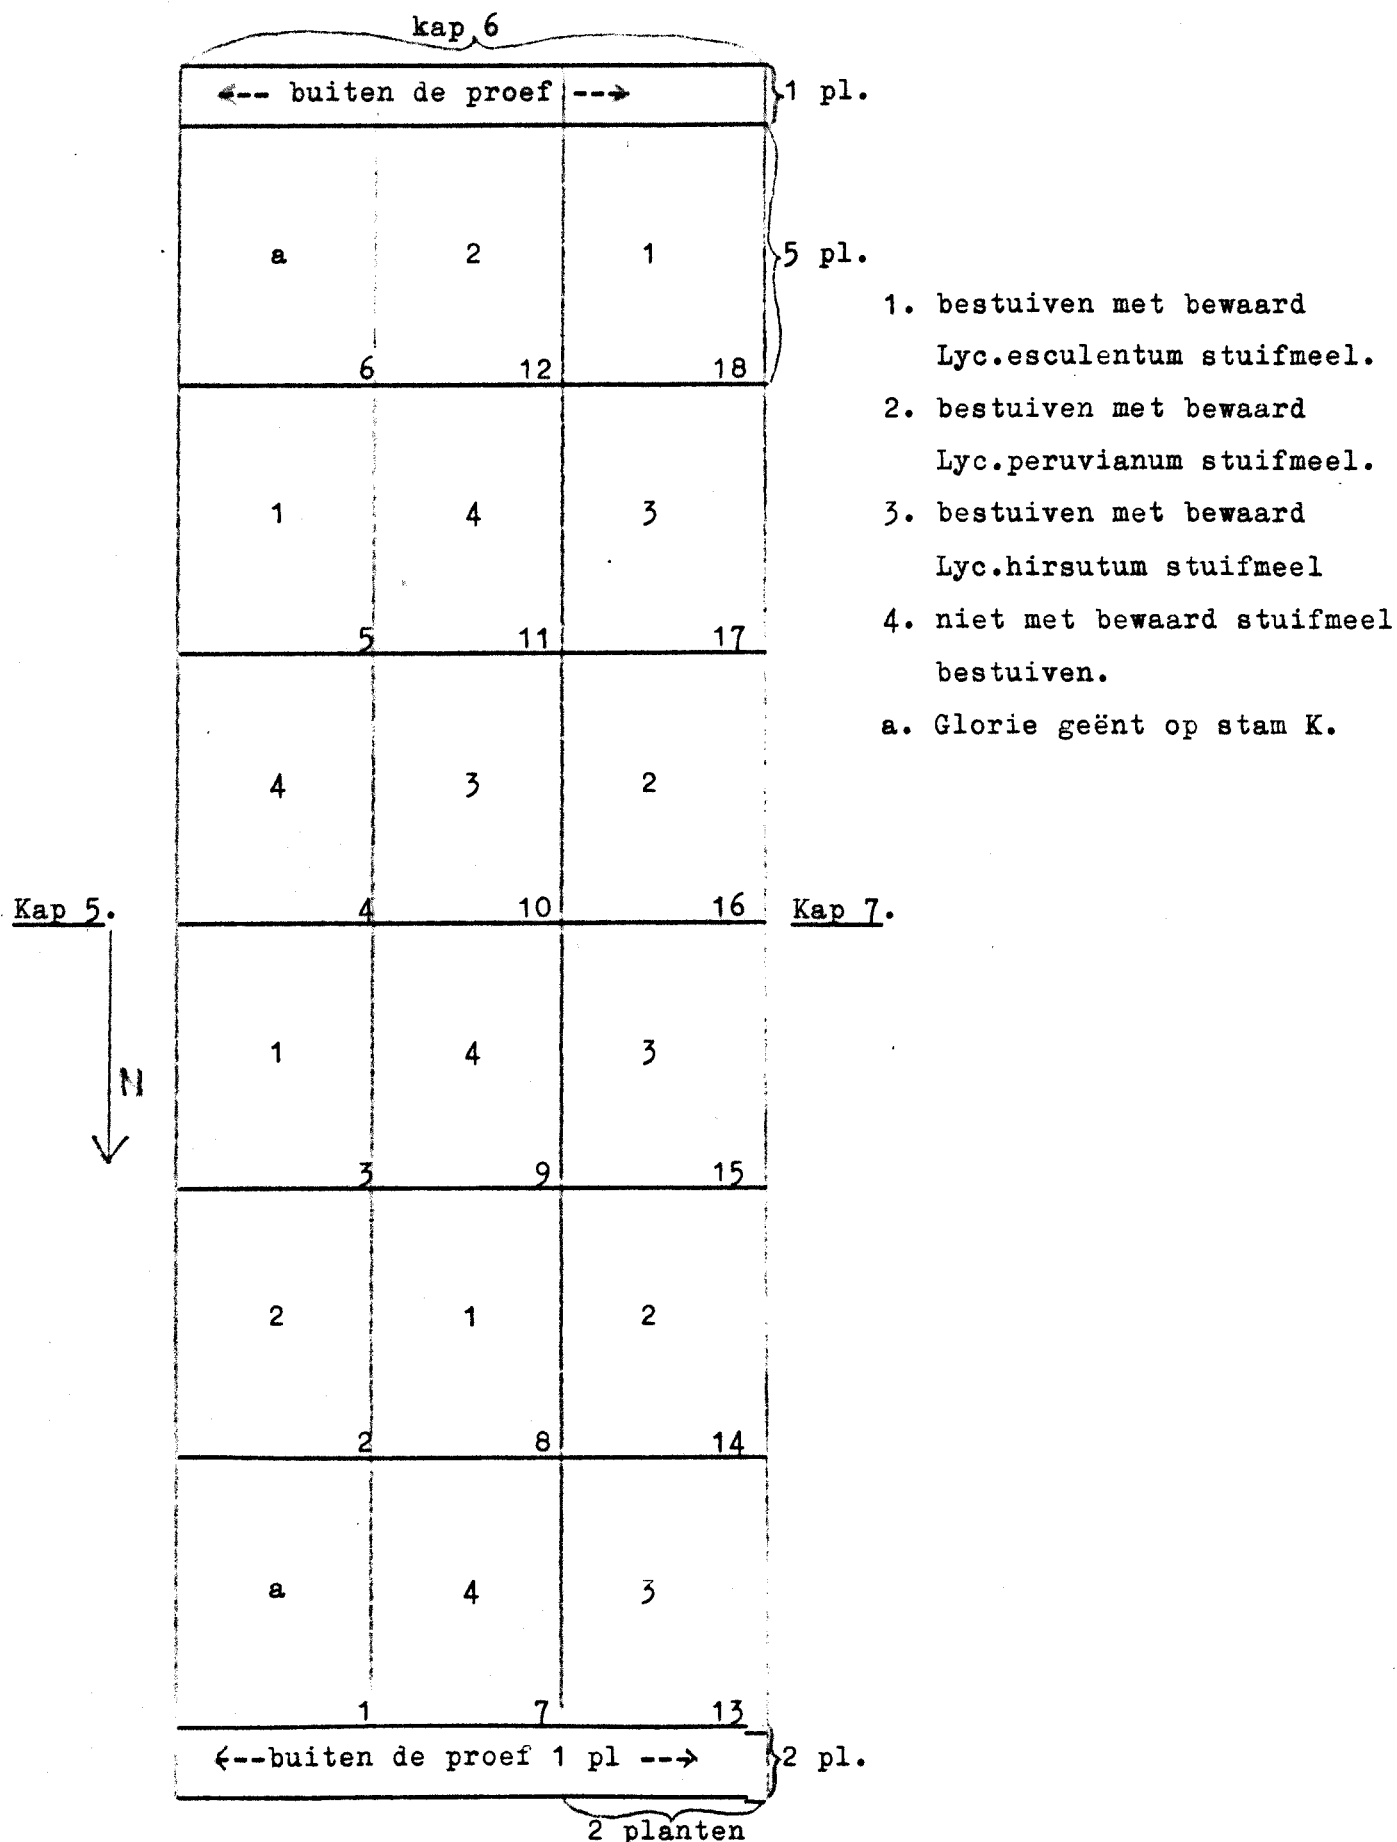 kap 6
<-- buiten de proef -->
1 pl.
a 2 1
5 pl.
6 12 18
1. bestuiven met bewaard
Lyc.esculentum stuifmeel.
2. bestuiven met bewaard
Lyc.peruvianum stuifmeel.
3. bestuiven met bewaard
Lyc.hirsutum stuifmeel
4. niet met bewaard stuifmeel
bestuiven.
a. Glorie geënt op stam K.
1 4 3
5 11 17
4 3 2
4 10 16
Kap 5.
Kap 7.
N
1 4 3
3 9 15
2 1 2
2 8 14
a 4 3
1 7 13
<--buiten de proef 1 pl -->
2 pl.
2 planten